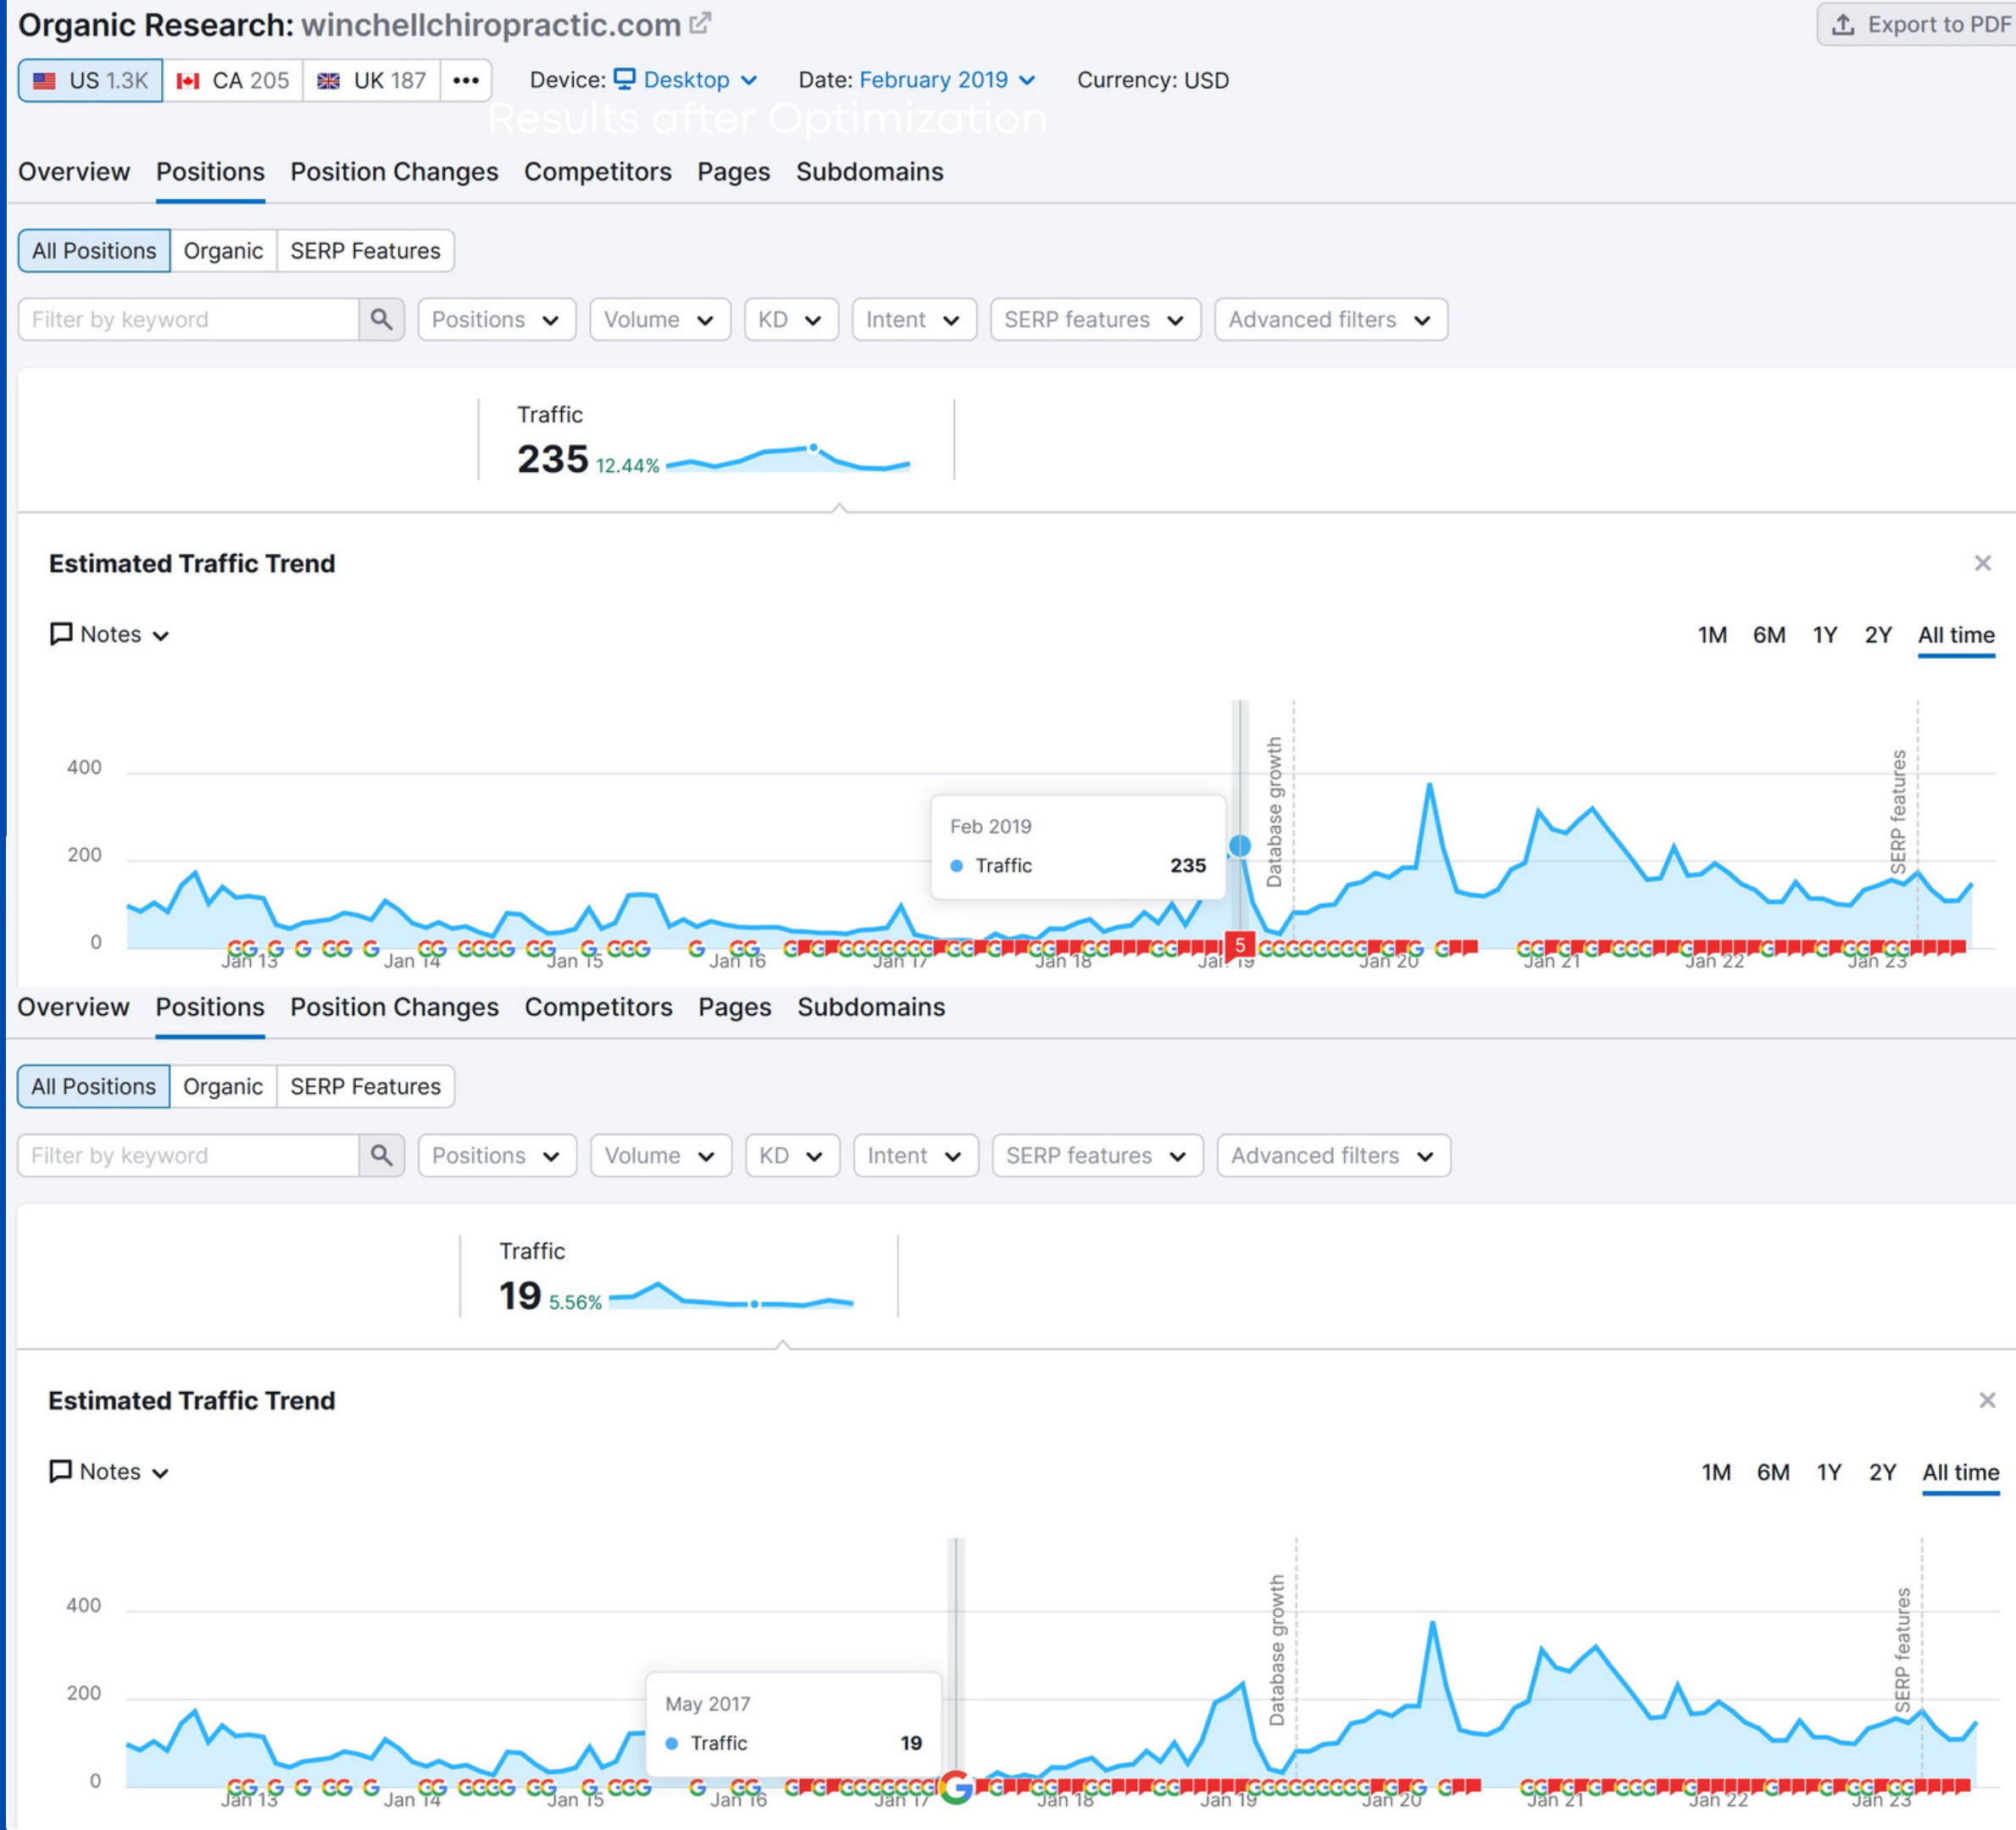 Organic Research: winchellchiropractic.com
Export to PDF
US 1.3K CA 205 UK 187 ••• Device: Desktop Date: February 2019 Currency: USD
Results after Optimization
Overview Positions Position Changes Competitors Pages Subdomains
All Positions Organic SERP Features
Filter by keyword Positions Volume KD Intent SERP features Advanced filters
Traffic
235 12.44%
Estimated Traffic Trend
Notes
1M 6M 1Y 2Y All time
400
200
0
Feb 2019
Traffic 235
Database growth
SERP features
5
Jan 13 Jan 14 Jan 15 Jan 16 Jan 17 Jan 18 Jan 19 Jan 20 Jan 21 Jan 22 Jan 23
Overview Positions Position Changes Competitors Pages Subdomains
All Positions Organic SERP Features
Filter by keyword Positions Volume KD Intent SERP features Advanced filters
Traffic
19 5.56%
Estimated Traffic Trend
Notes
1M 6M 1Y 2Y All time
400
200
0
May 2017
Traffic 19
Database growth
SERP features
Jan 13 Jan 14 Jan 15 Jan 16 Jan 17 Jan 18 Jan 19 Jan 20 Jan 21 Jan 22 Jan 23